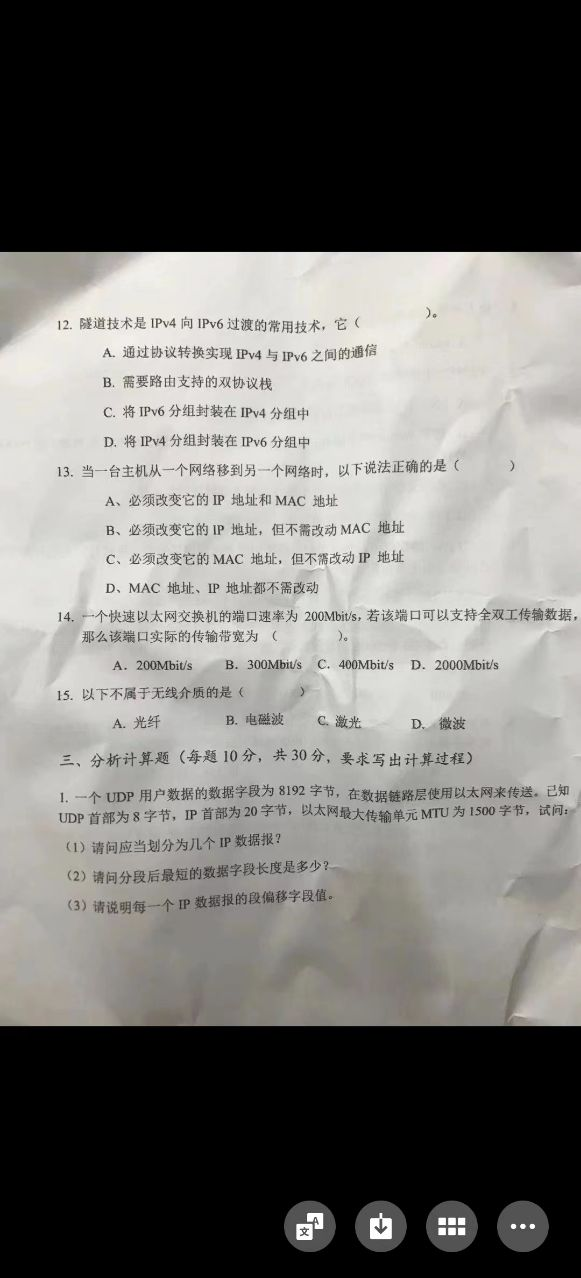 12. 隧道技术是 IPv4 向 IPv6 过渡的常用技术，它（ ）。
A. 通过协议转换实现 IPv4 与 IPv6 之间的通信
B. 需要路由支持的双协议栈
C. 将 IPv6 分组封装在 IPv4 分组中
D. 将 IPv4 分组封装在 IPv6 分组中
13. 当一台主机从一个网络移到另一个网络时，以下说法正确的是（ ）
A、必须改变它的 IP 地址和 MAC 地址
B、必须改变它的 IP 地址，但不需改动 MAC 地址
C、必须改变它的 MAC 地址，但不需改动 IP 地址
D、MAC 地址、IP 地址都不需改动
14. 一个快速以太网交换机的端口速率为 200Mbit/s，若该端口可以支持全双工传输数据，
那么该端口实际的传输带宽为 （ ）。
A．200Mbit/s B．300Mbit/s C．400Mbit/s D．2000Mbit/s
15. 以下不属于无线介质的是（ ）
A. 光纤 B. 电磁波 C. 激光 D、 微波
三、分析计算题（每题 10 分，共 30 分，要求写出计算过程）
1. 一个 UDP 用户数据的数据字段为 8192 字节，在数据链路层使用以太网来传送。已知
UDP 首部为 8 字节，IP 首部为 20 字节，以太网最大传输单元 MTU 为 1500 字节，试问：
（1）请问应当划分为几个 IP 数据报？
（2）请问分段后最短的数据字段长度是多少？
（3）请说明每一个 IP 数据报的段偏移字段值。